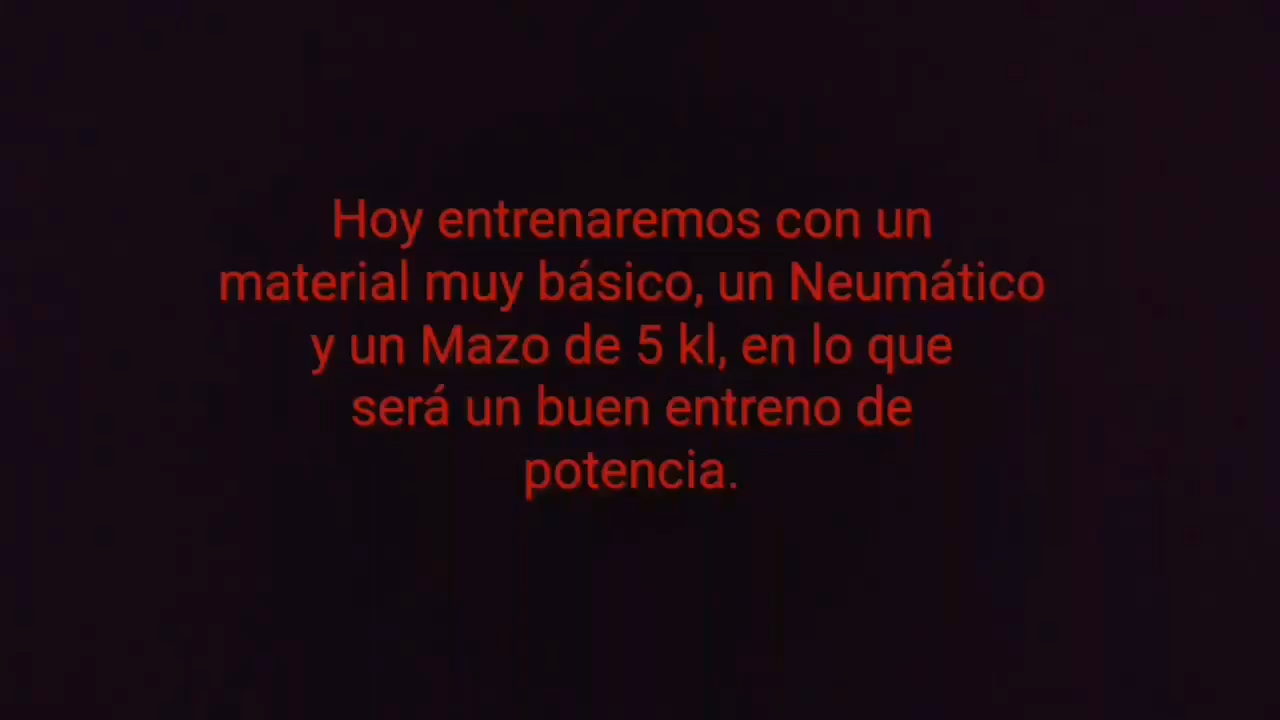 Hoy entrenaremos con un
material muy básico, un Neumático
y un Mazo de 5 kl, en lo que
será un buen entreno de
potencia.